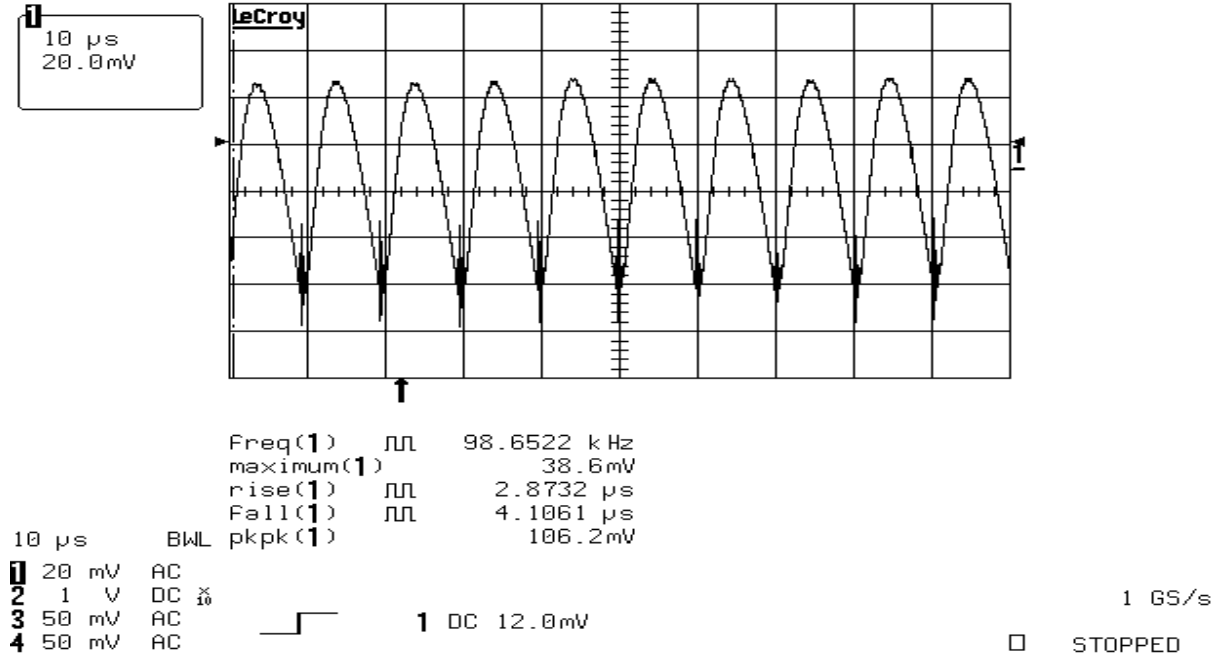 1
10 µs
20.0mV
LeCroy
1
Freq(1) 98.6522 kHz
maximum(1) 38.6mV
rise(1) 2.8732 µs
Fall(1) 4.1061 µs
pkpk(1) 106.2mV
10 µs BWL
1 20 mV AC
2 1 V DC X10
3 50 mV AC
4 50 mV AC
1 DC 12.0mV
1 GS/s
STOPPED